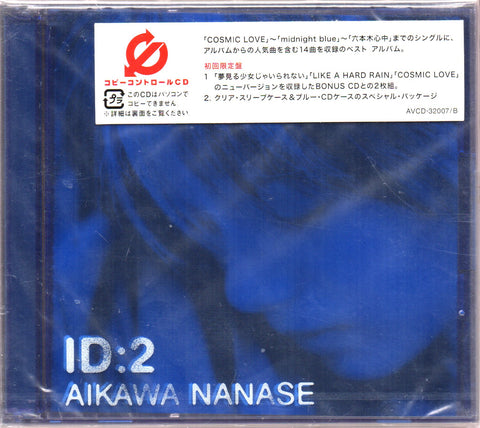 「COSMIC LOVE」～「midnight blue」～「六本木心中」までのシングルに、
アルバムからの人気曲を含む14曲を収録のベスト アルバム。
初回限定盤
1. 「夢見る少女じゃいられない」「LIKE A HARD RAIN」「COSMIC LOVE」
のニューバージョンを収録したBONUS CDとの2枚組。
2. クリア・スリーブケース＆ブルー・CDケースのスペシャル・パッケージ
AVCD-32007/B
コピーコントロールCD
プラ
このCDはパソコンで
コピーできません
※詳細は裏面をご覧ください
ID:2
AIKAWA NANASE